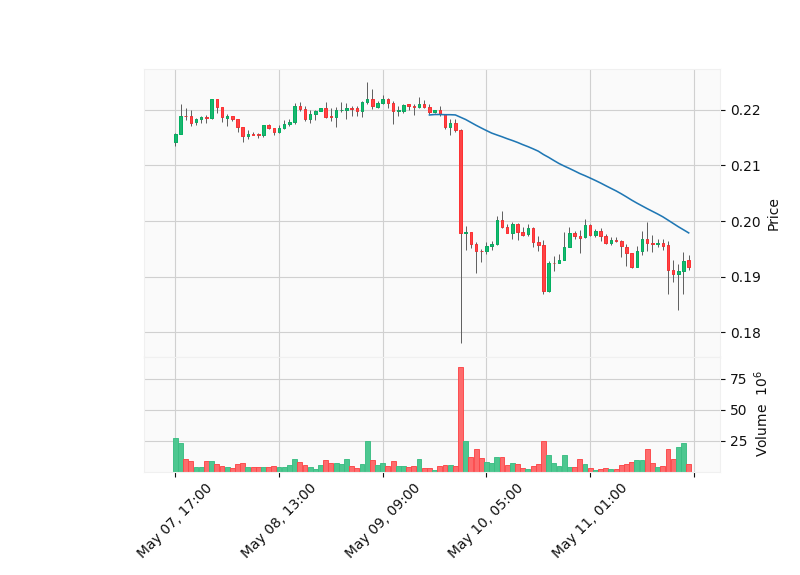 0.22
0.21
0.20
0.19
0.18
Price
75
50
25
Volume 10^6
May 07, 17:00
May 08, 13:00
May 09, 09:00
May 10, 05:00
May 11, 01:00